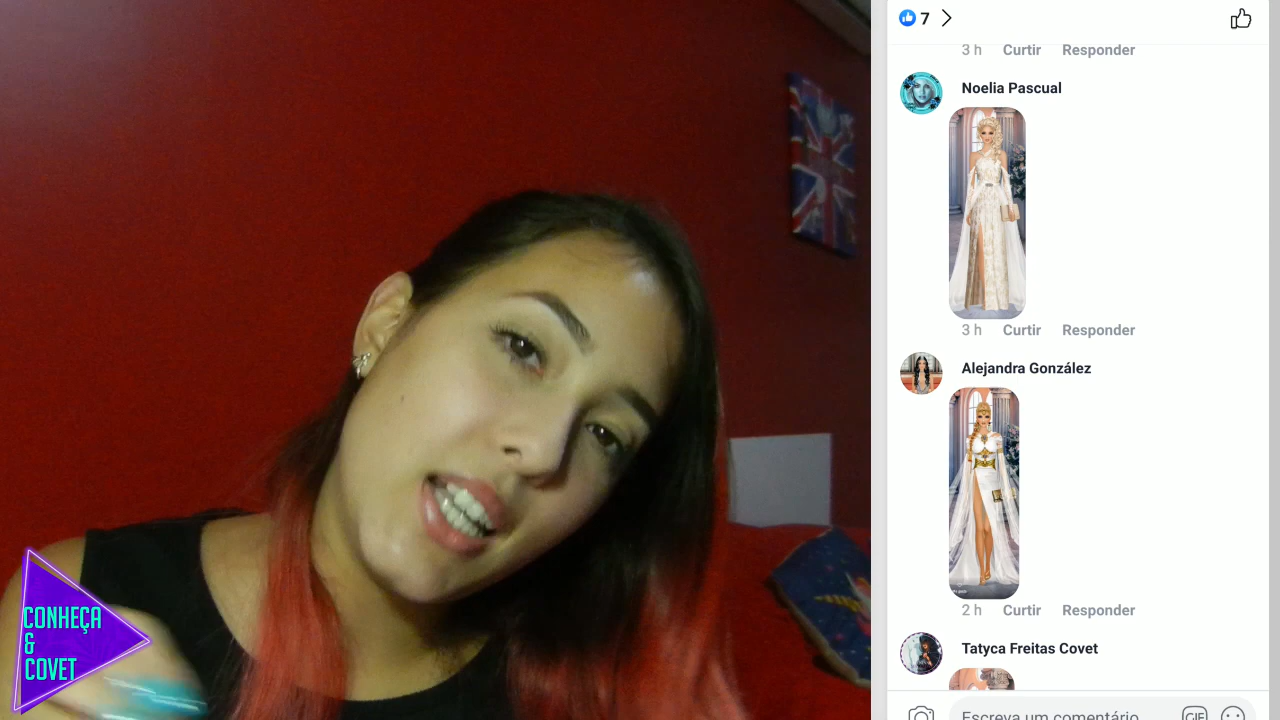 CONHEÇA
&
COVET
7
3 h Curtir Responder
Noelia Pascual
3 h Curtir Responder
Alejandra González
2 h Curtir Responder
Tatyca Freitas Covet
Escreva um comentário
GIF